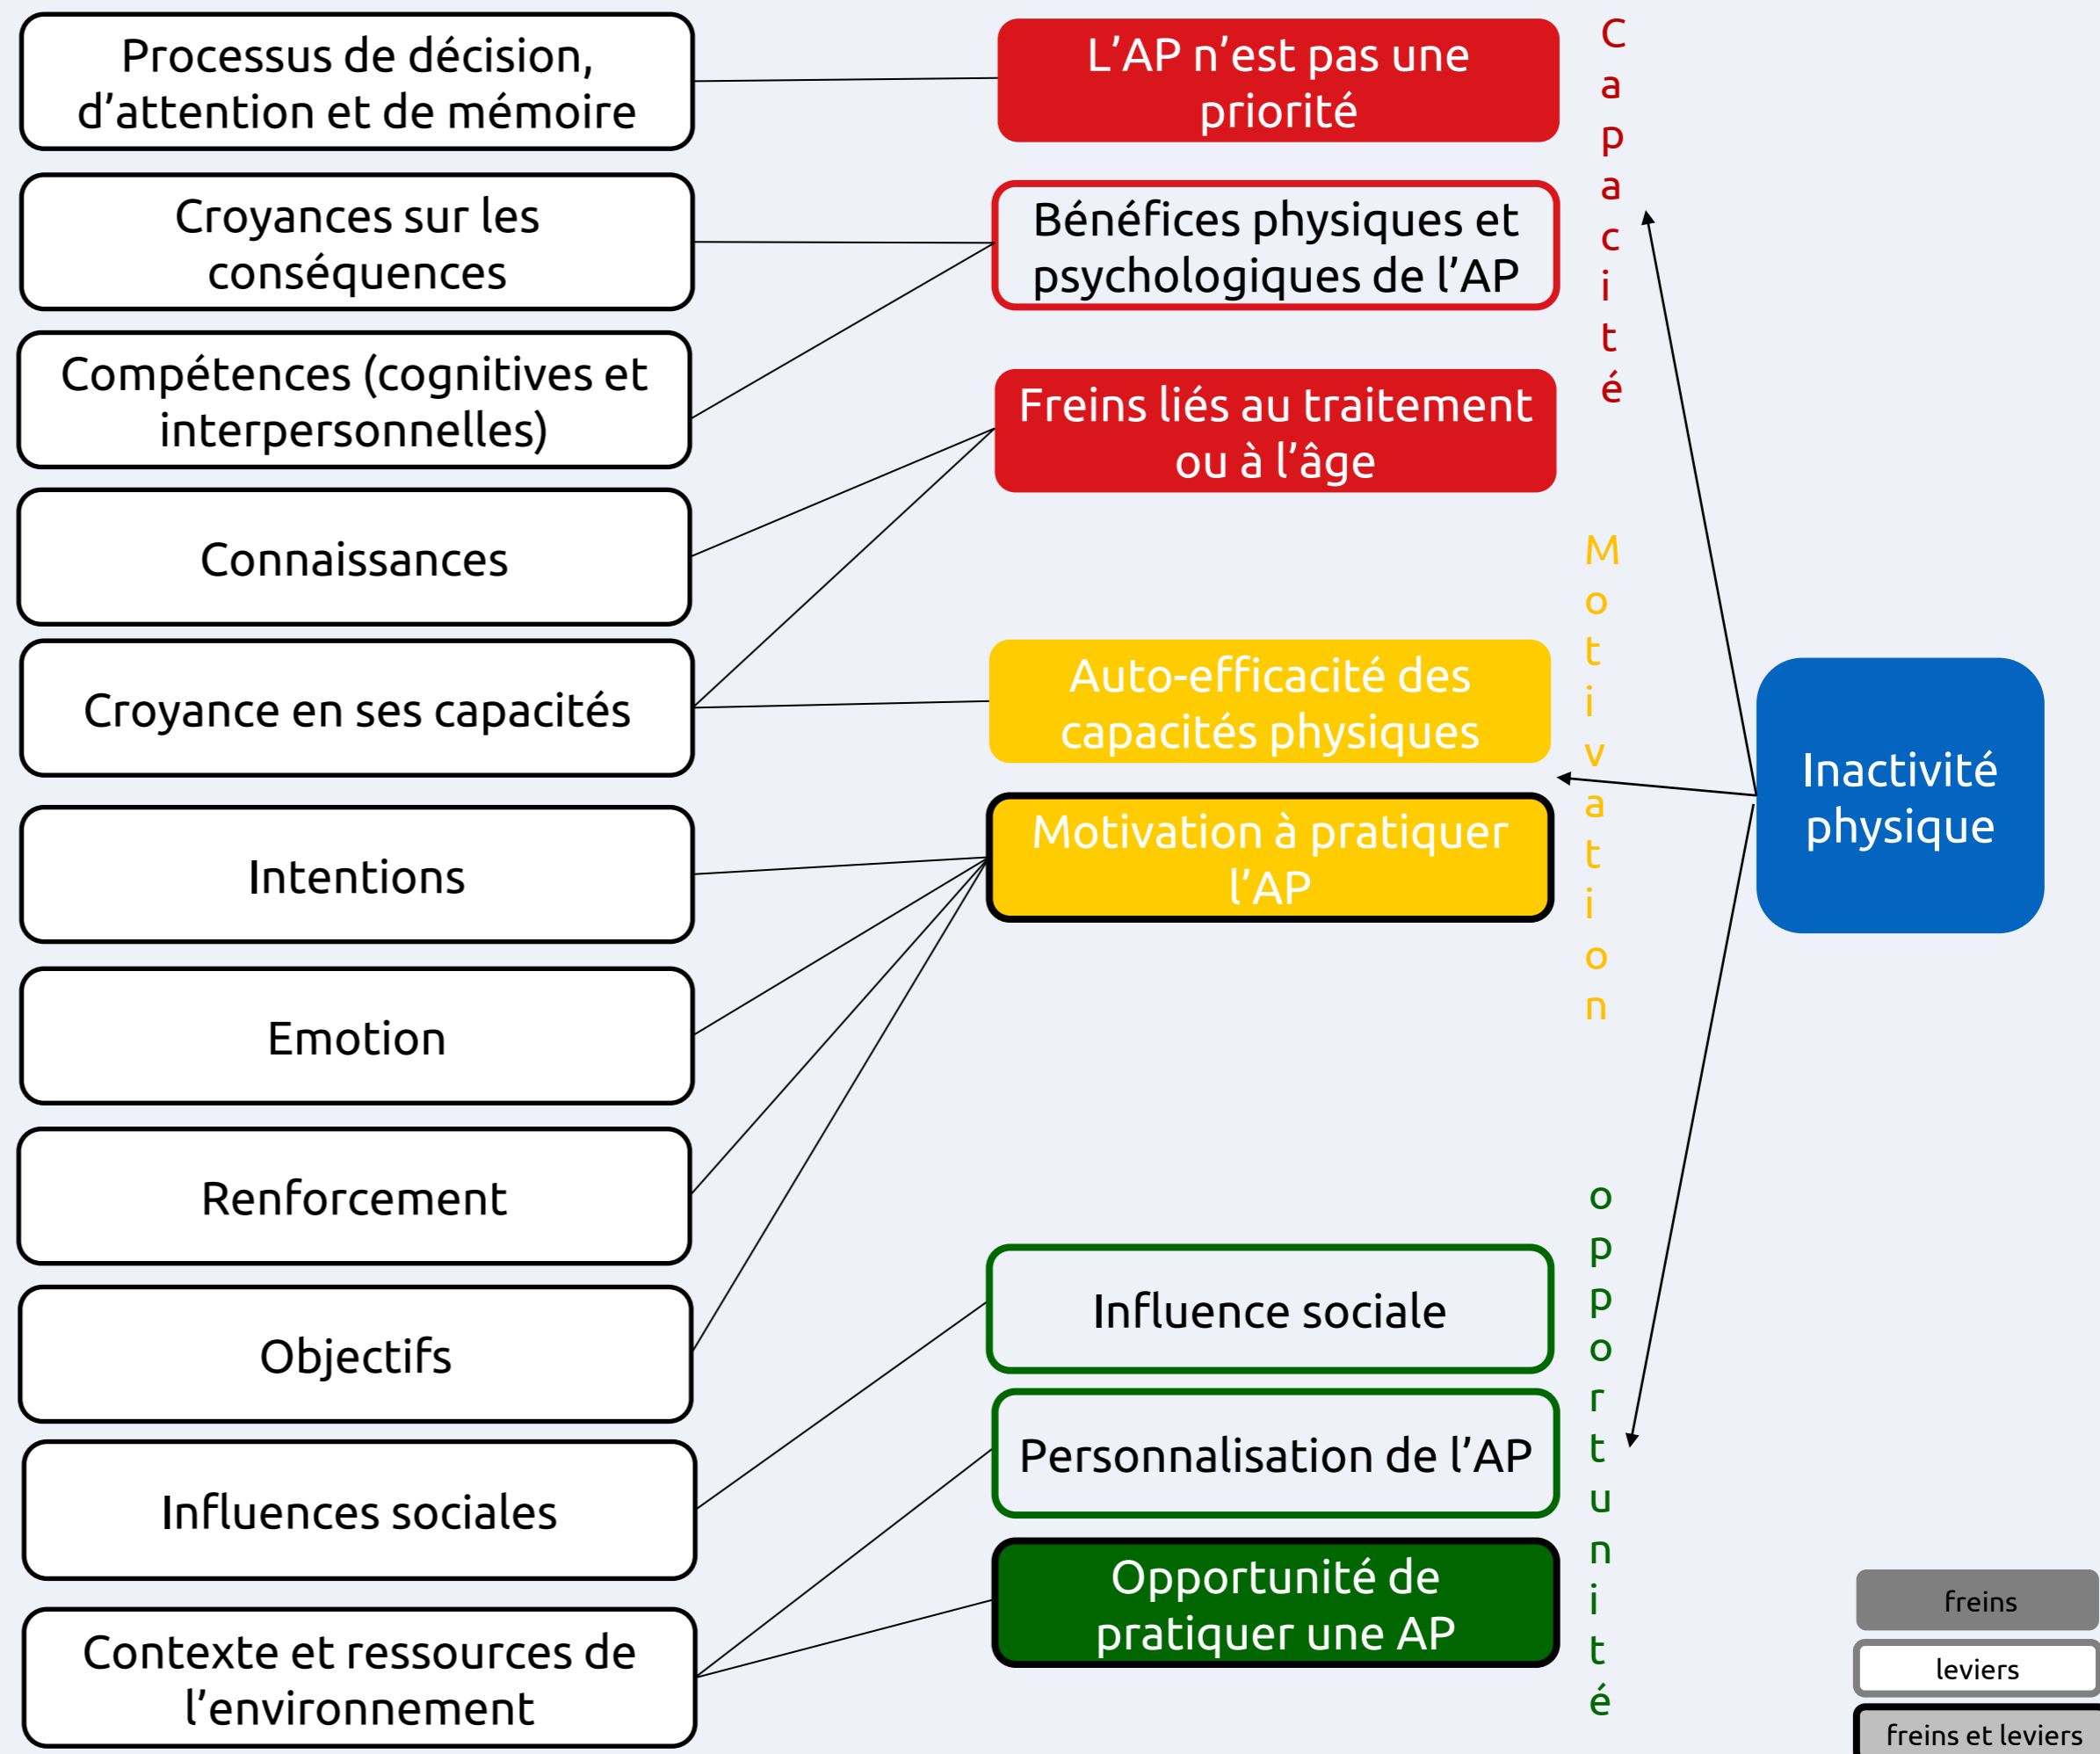 Processus de décision,
d'attention et de mémoire
Croyances sur les
conséquences
Compétences (cognitives et
interpersonnelles)
Connaissances
Croyance en ses capacités
Intentions
Emotion
Renforcement
Objectifs
Influences sociales
Contexte et ressources de
l'environnement
L'AP n'est pas une
priorité
Bénéfices physiques et
psychologiques de l'AP
Freins liés au traitement
ou à l'âge
Auto-efficacité des
capacités physiques
Motivation à pratiquer
l'AP
Influence sociale
Personnalisation de l'AP
Opportunité de
pratiquer une AP
Capacité
Motivation
opportunité
Inactivité
physique
freins
leviers
freins et leviers